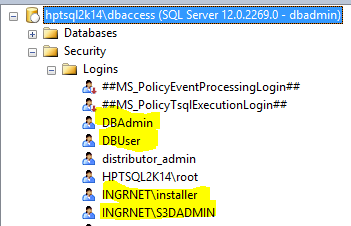 hptsql2k14\dbaccess (SQL Server 12.0.2269.0 - dbadmin)
Databases
Security
Logins
##MS_PolicyEventProcessingLogin##
##MS_PolicyTsqlExecutionLogin##
DBAdmin
DBUser
distributor_admin
HPTSQL2K14\root
INGRNET\installer
INGRNET\S3DADMIN